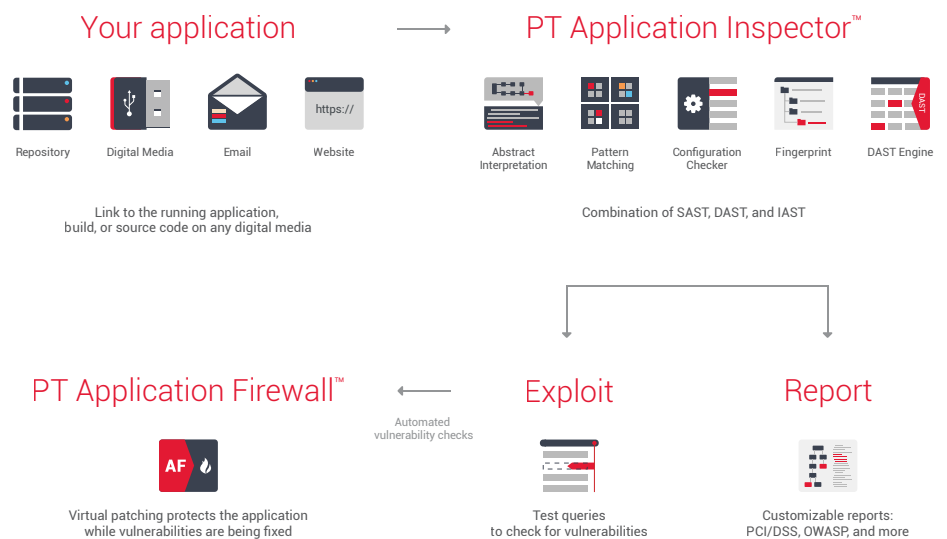 Your application
PT Application Inspector™
https://
DAST
Repository
Digital Media
Email
Website
Abstract
Interpretation
Pattern
Matching
Configuration
Checker
Fingerprint
DAST Engine
Link to the running application,
build, or source code on any digital media
Combination of SAST, DAST, and IAST
PT Application Firewall™
Automated
vulnerability checks
Exploit
Report
AF
Virtual patching protects the application
while vulnerabilities are being fixed
Test queries
to check for vulnerabilities
Customizable reports:
PCI/DSS, OWASP, and more